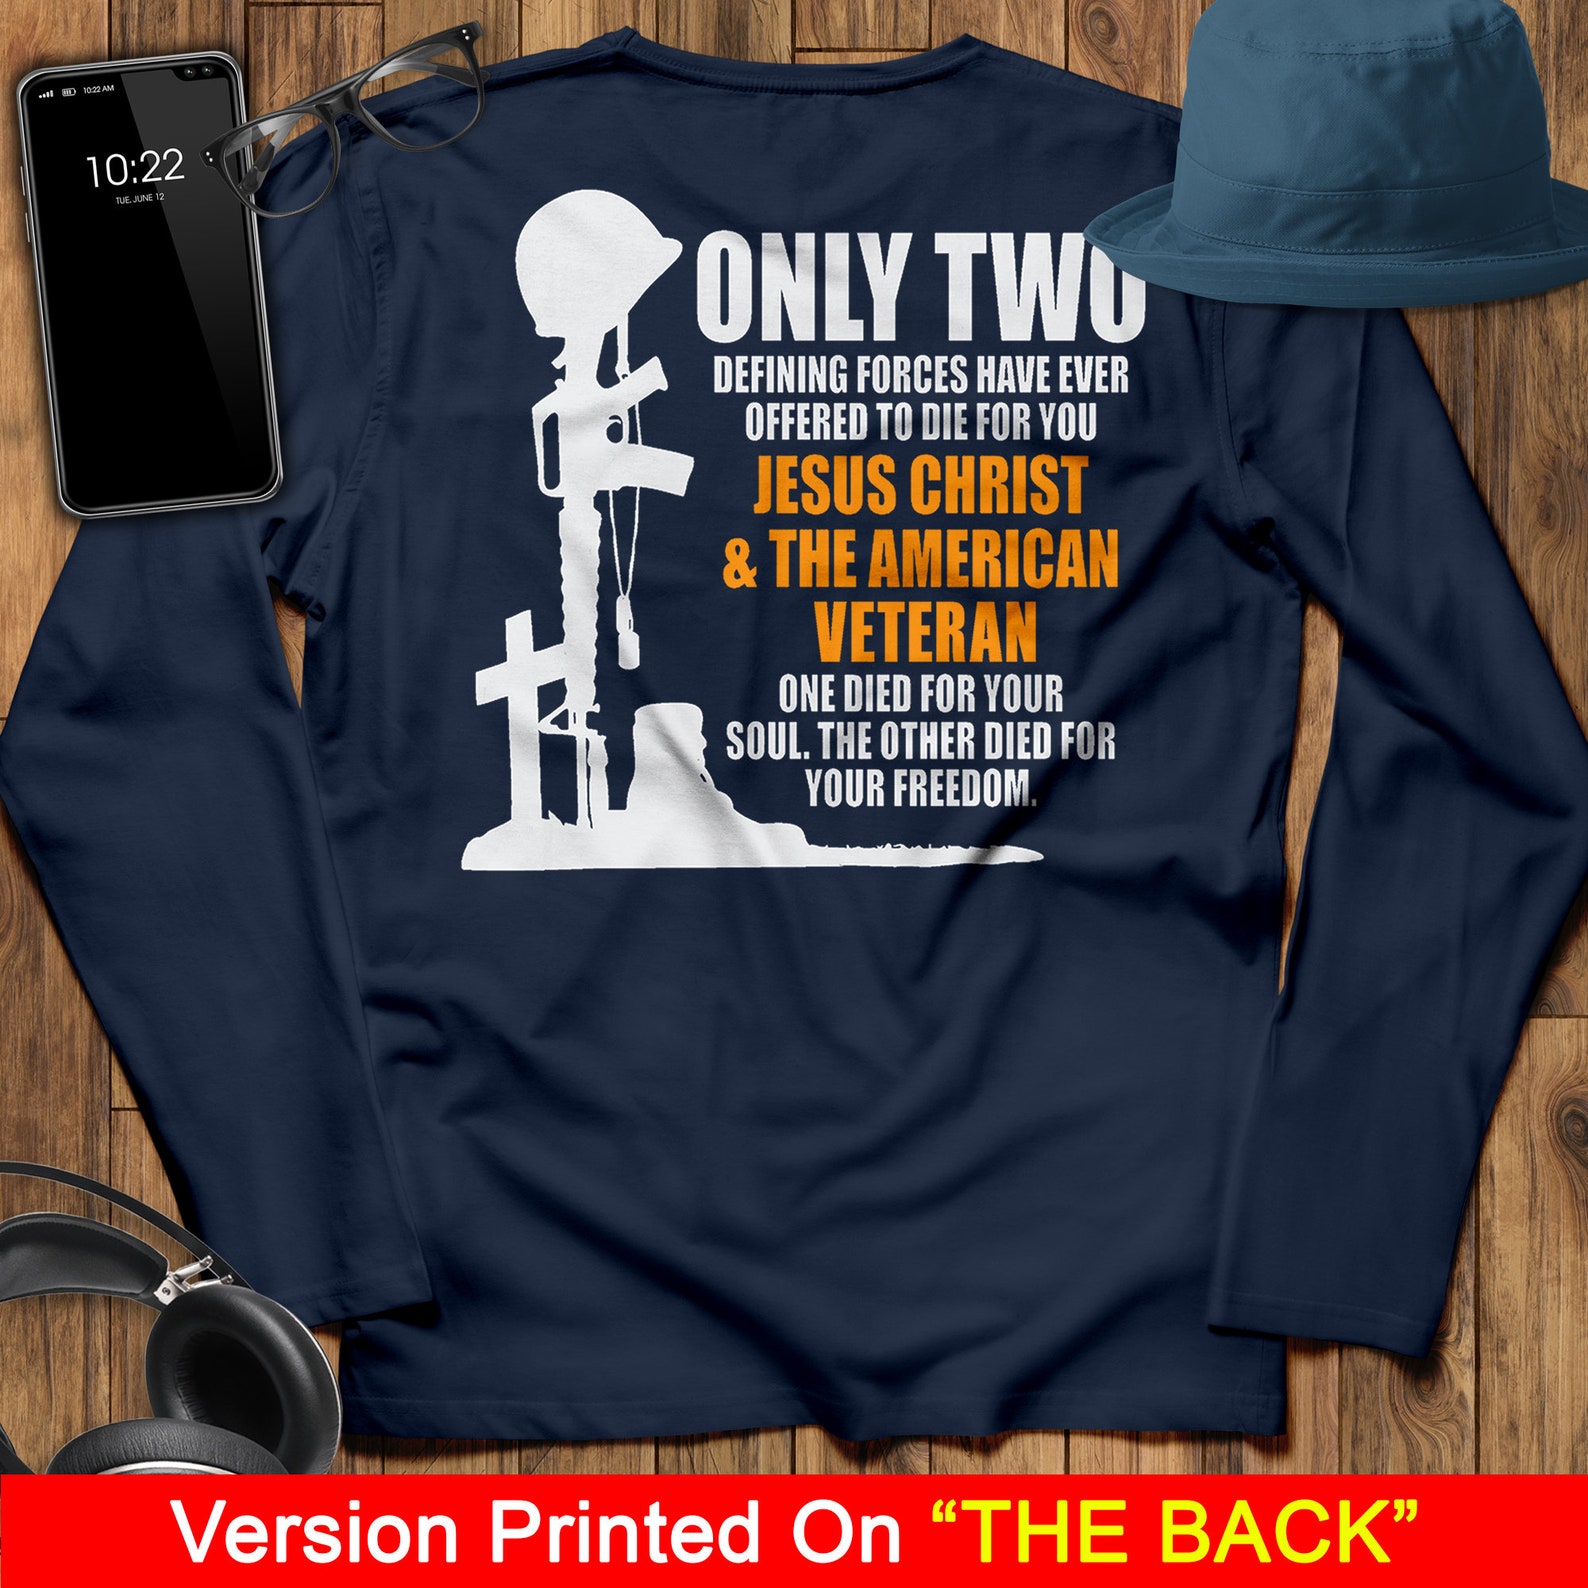 10:22 AM
10:22
TUE. JUNE 12
ONLY TWO
DEFINING FORCES HAVE EVER
OFFERED TO DIE FOR YOU
JESUS CHRIST
& THE AMERICAN
VETERAN
ONE DIED FOR YOUR
SOUL. THE OTHER DIED FOR
YOUR FREEDOM.
Version Printed On “THE BACK”